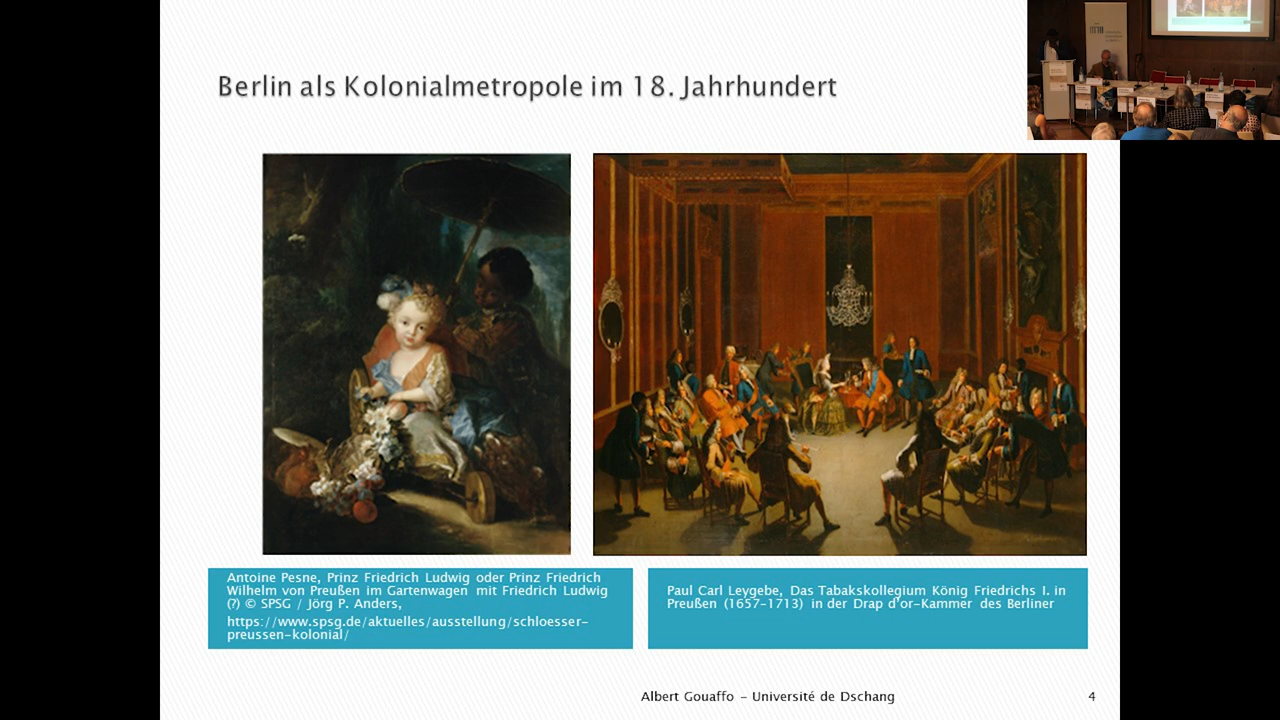 Berlin als Kolonialmetropole im 18. Jahrhundert
Antoine Pesne, Prinz Friedrich Ludwig oder Prinz Friedrich
Wilhelm von Preußen im Gartenwagen mit Friedrich Ludwig
(?) © SPSG / Jörg P. Anders,
https://www.spsg.de/aktuelles/ausstellung/schloesser-
preussen-kolonial/
Paul Carl Leygebe, Das Tabakskollegium König Friedrichs I. in
Preußen (1657-1713) in der Drap d'or-Kammer des Berliner
Albert Gouaffo - Université de Dschang
4